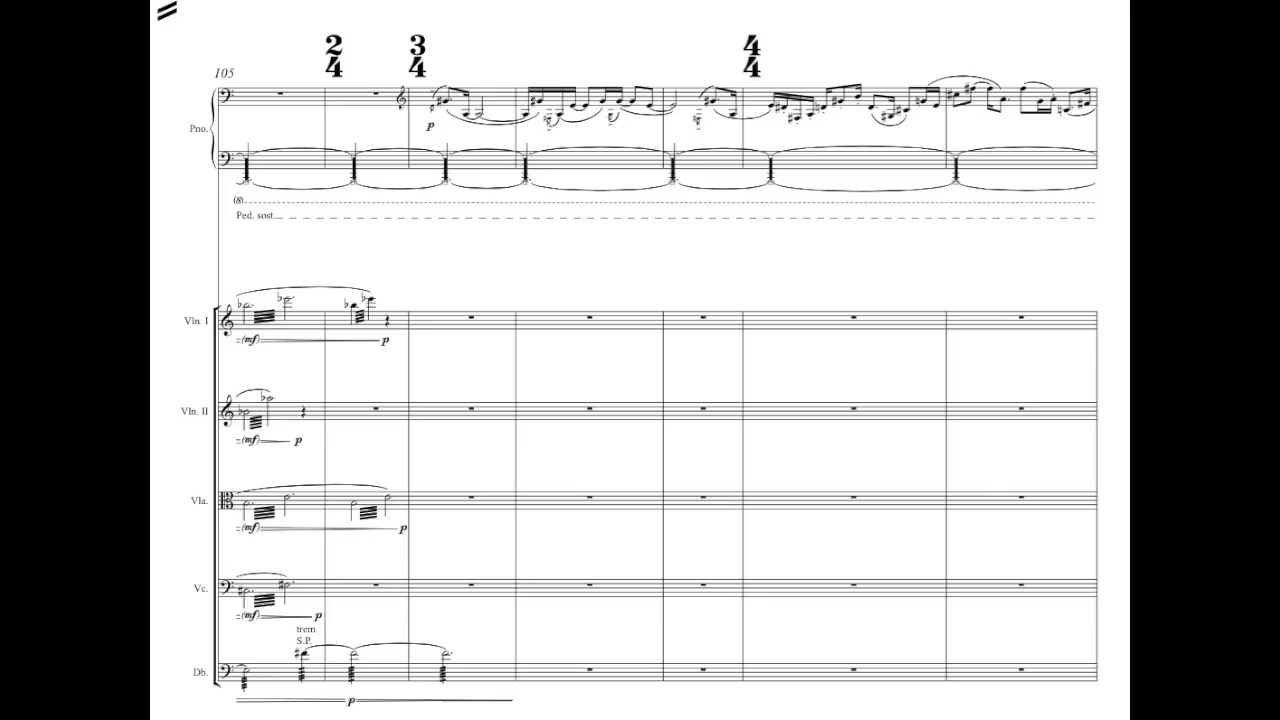 2 3 4
4 4 4
105
Pno.
p
(8)
Ped. sost.
Vln. I
(mf) p
Vln. II
(mf) p
Vla.
(mf) p
Vc.
(mf) p
trem.
S.P.
Db.
p